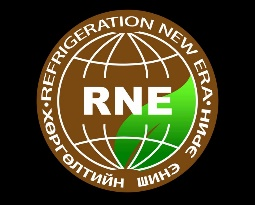 ·REFRIGERATION NEW ERA·
RNE
ХӨРГӨЛТИЙН ШИНЭ ЭРИН